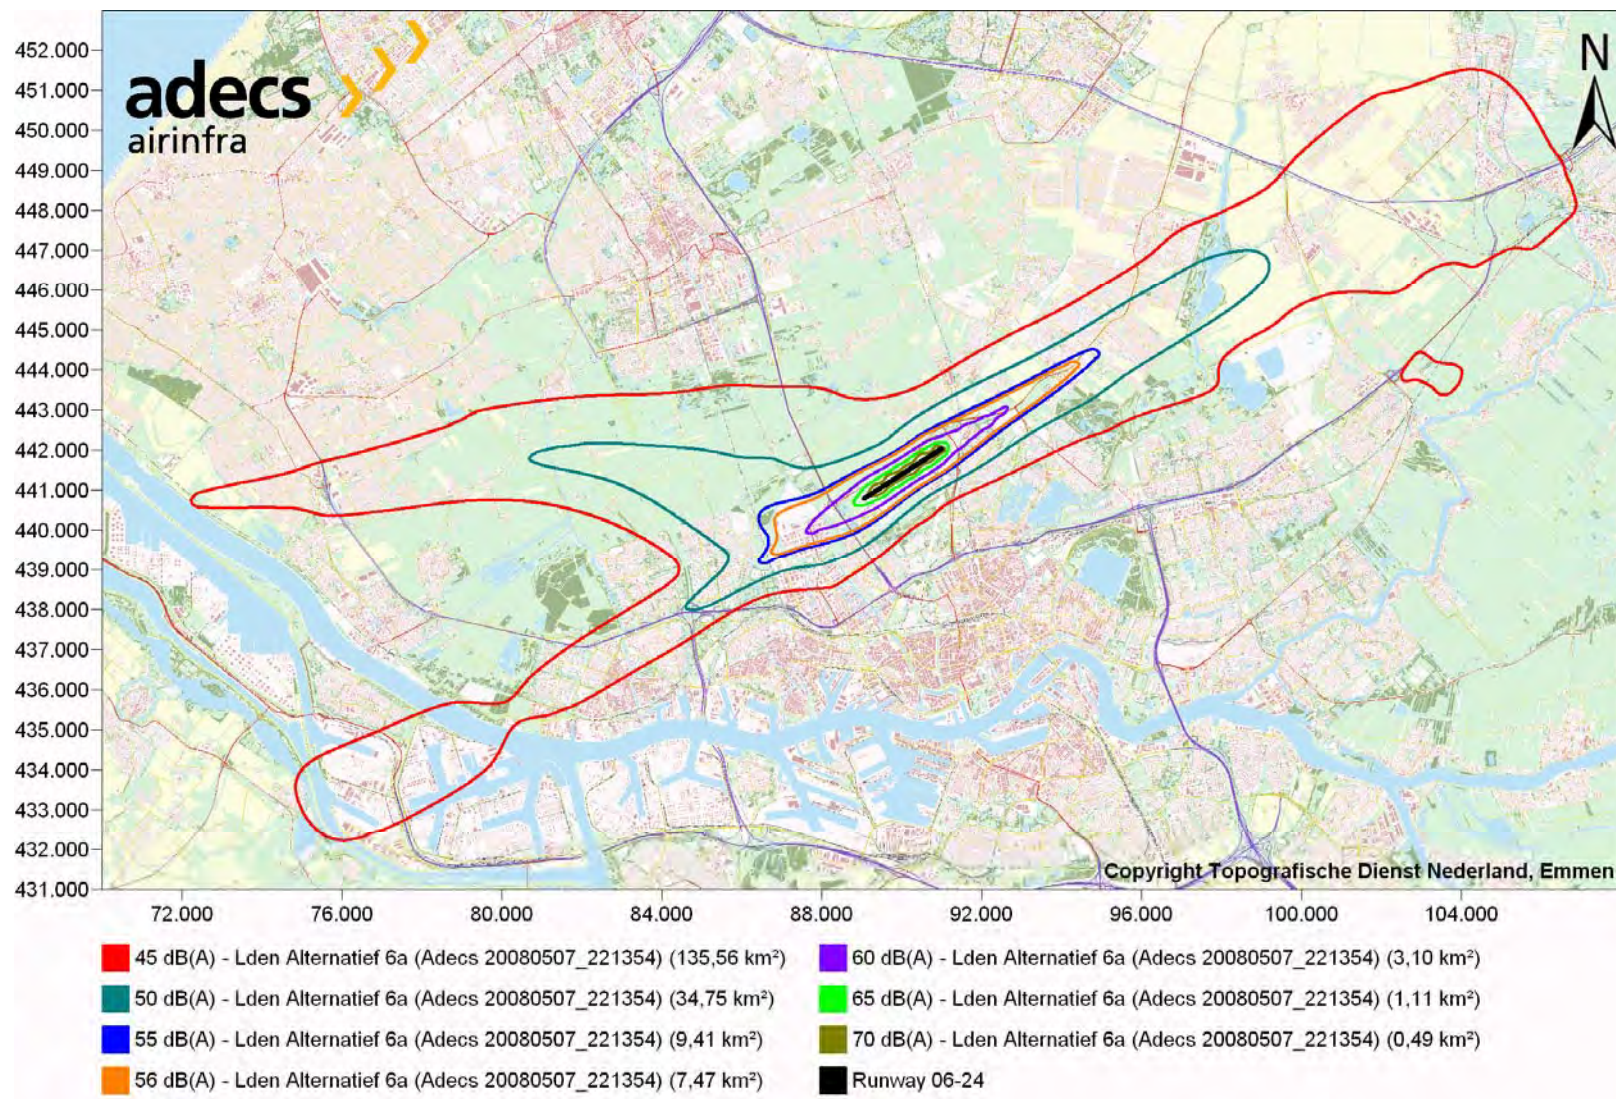 adecs
airinfra
N
452.000
451.000
450.000
449.000
448.000
447.000
446.000
445.000
444.000
443.000
442.000
441.000
440.000
439.000
438.000
437.000
436.000
435.000
434.000
433.000
432.000
431.000
Copyright Topografische Dienst Nederland, Emmen
72.000 76.000 80.000 84.000 88.000 92.000 96.000 100.000 104.000
45 dB(A) - Lden Alternatief 6a (Adecs 20080507_221354) (135,56 km²)
50 dB(A) - Lden Alternatief 6a (Adecs 20080507_221354) (34,75 km²)
55 dB(A) - Lden Alternatief 6a (Adecs 20080507_221354) (9,41 km²)
56 dB(A) - Lden Alternatief 6a (Adecs 20080507_221354) (7,47 km²)
60 dB(A) - Lden Alternatief 6a (Adecs 20080507_221354) (3,10 km²)
65 dB(A) - Lden Alternatief 6a (Adecs 20080507_221354) (1,11 km²)
70 dB(A) - Lden Alternatief 6a (Adecs 20080507_221354) (0,49 km²)
Runway 06-24